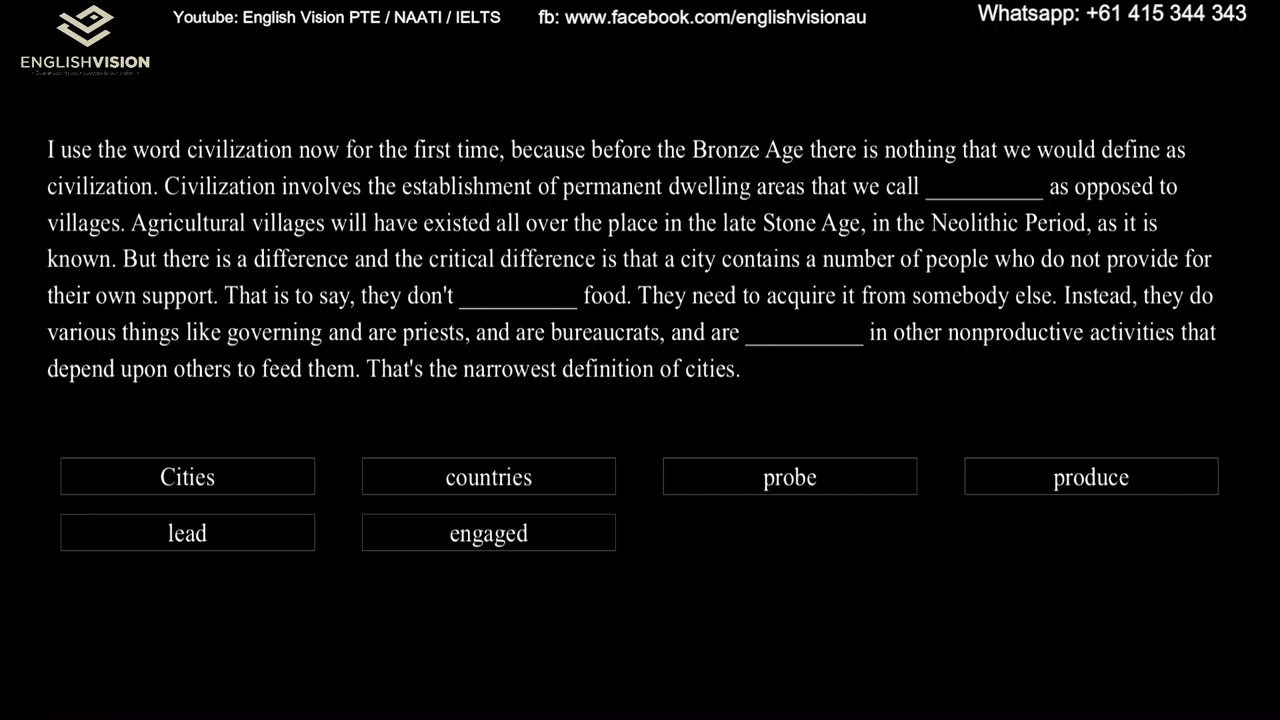 Youtube: English Vision PTE / NAATI / IELTS
fb: www.facebook.com/englishvisionau
Whatsapp: +61 415 344 343
ENGLISHVISION
I use the word civilization now for the first time, because before the Bronze Age there is nothing that we would define as
civilization. Civilization involves the establishment of permanent dwelling areas that we call __________ as opposed to
villages. Agricultural villages will have existed all over the place in the late Stone Age, in the Neolithic Period, as it is
known. But there is a difference and the critical difference is that a city contains a number of people who do not provide for
their own support. That is to say, they don't __________ food. They need to acquire it from somebody else. Instead, they do
various things like governing and are priests, and are bureaucrats, and are __________ in other nonproductive activities that
depend upon others to feed them. That's the narrowest definition of cities.
Cities
countries
probe
produce
lead
engaged